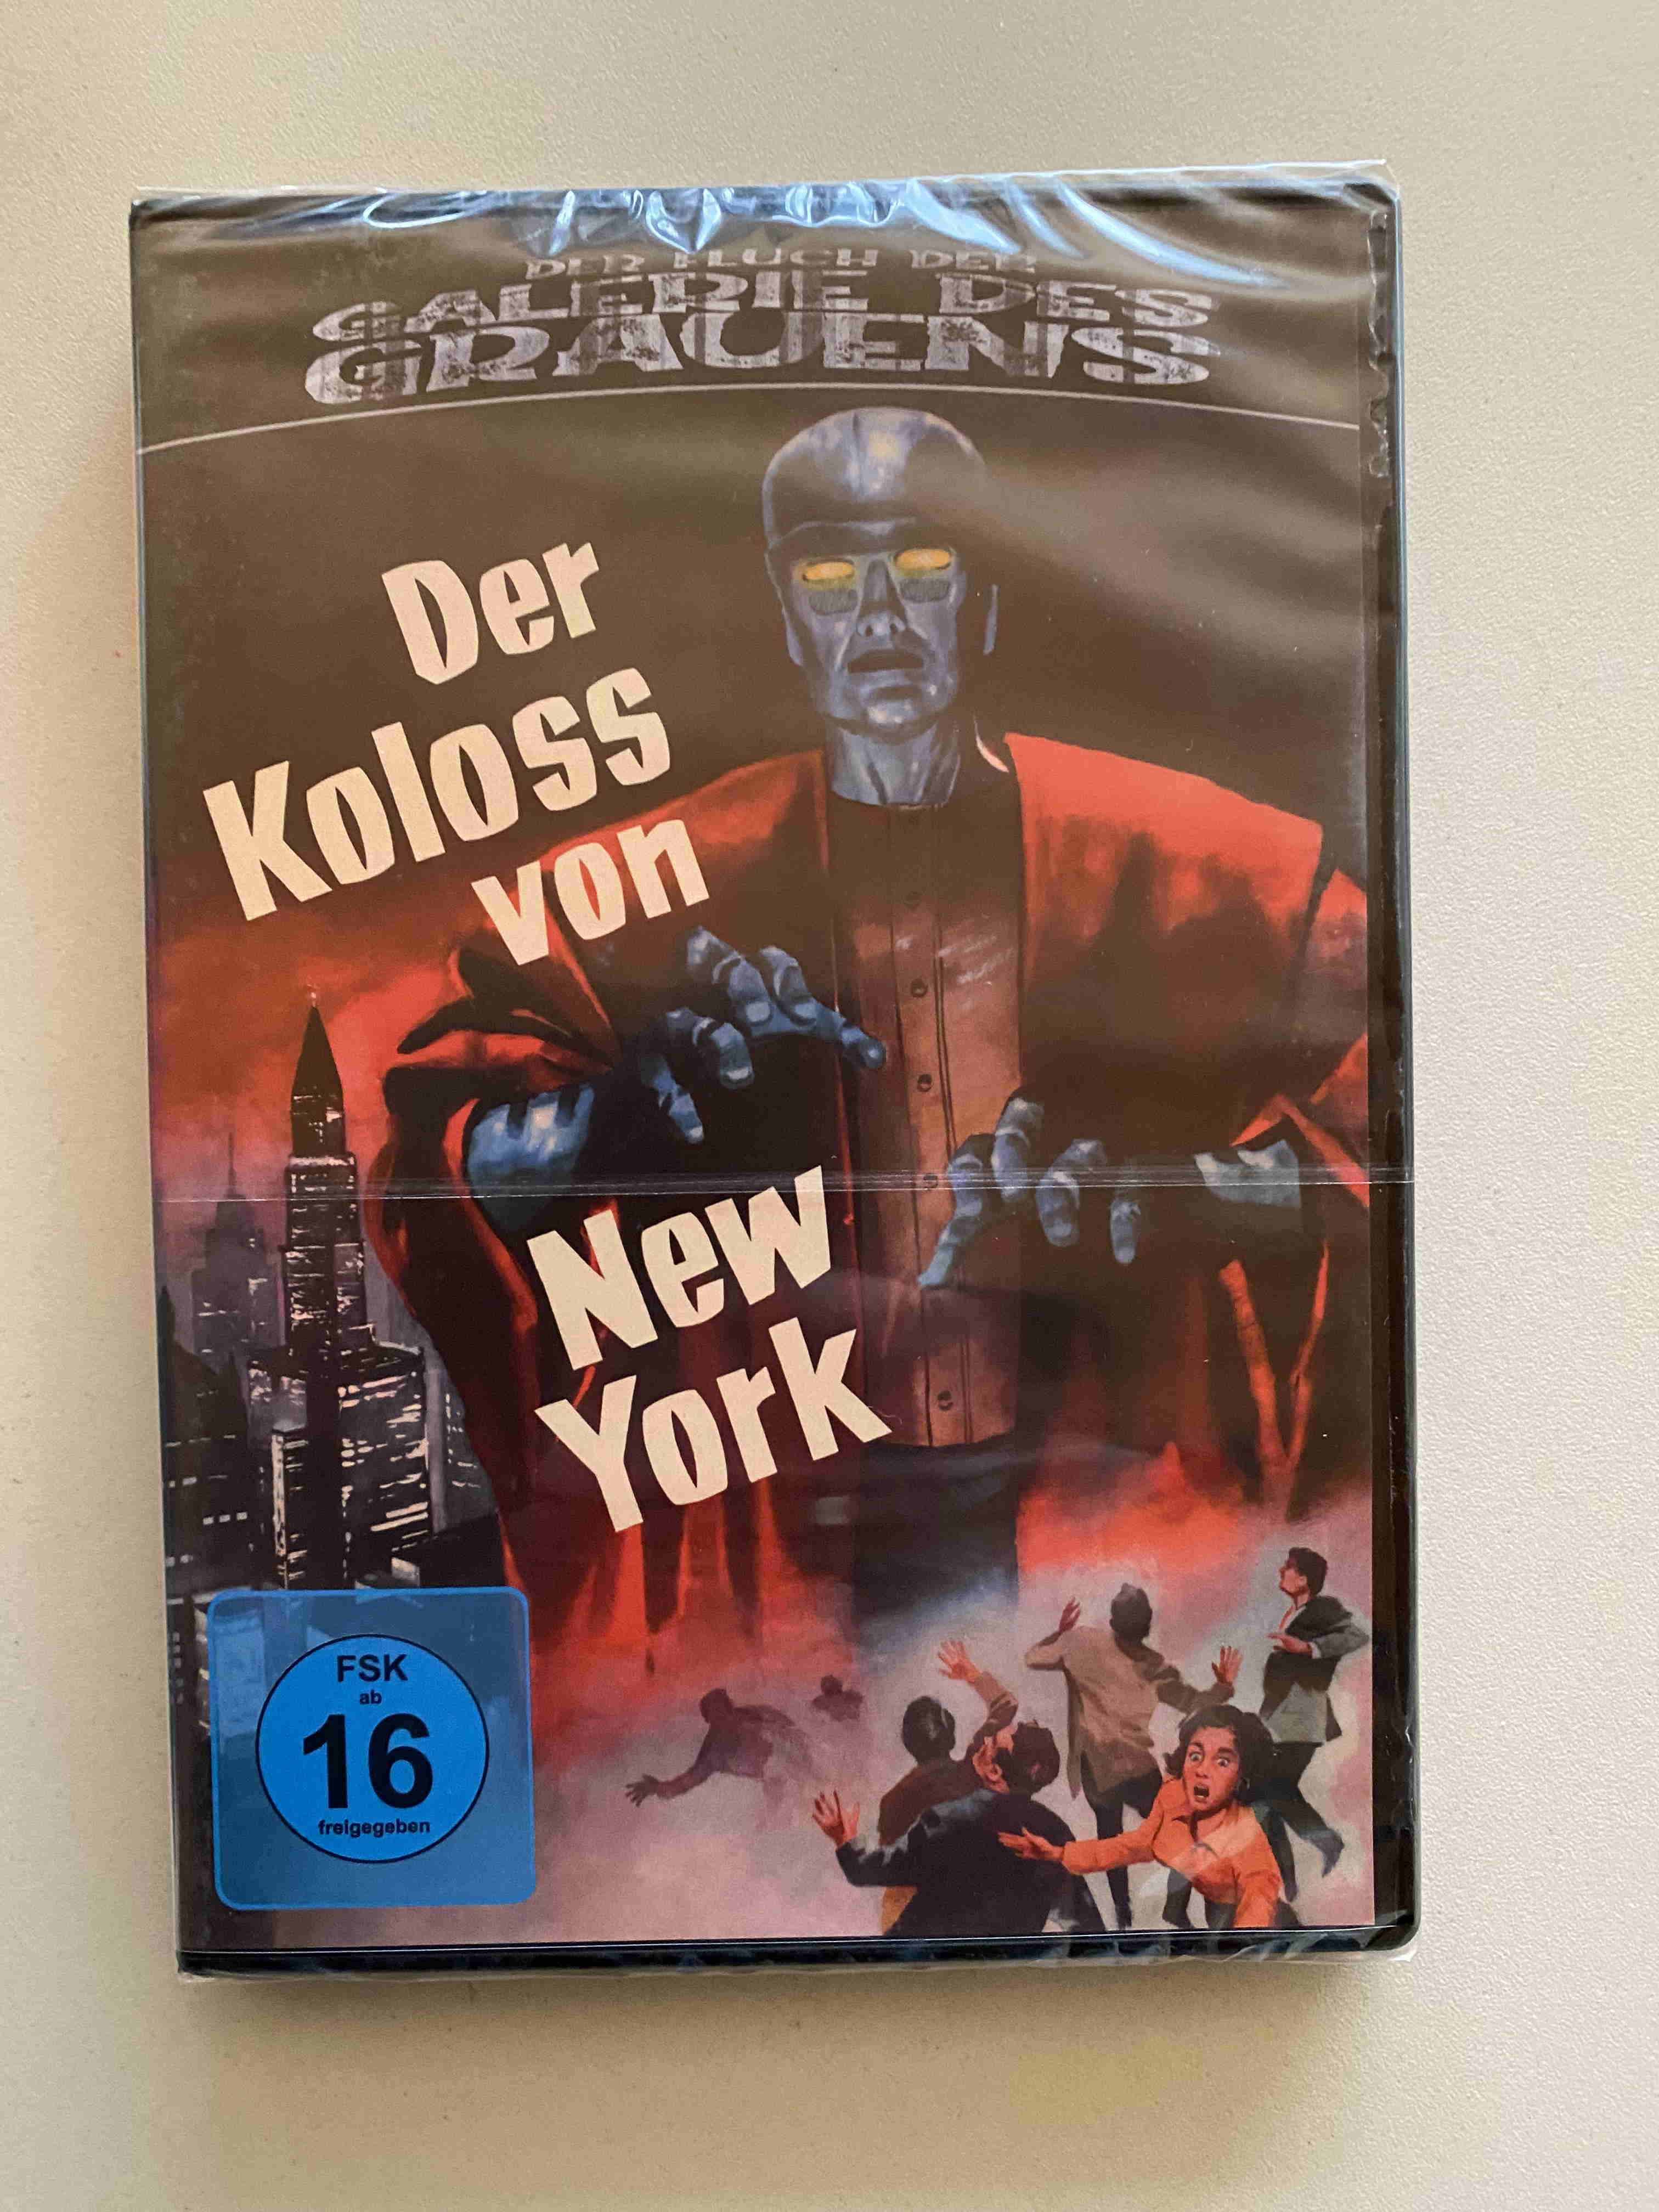 DER FLUCH DER
GALERIE DES
GRAUENS
Der
Koloss
von
New
York
FSK
ab
16
freigegeben